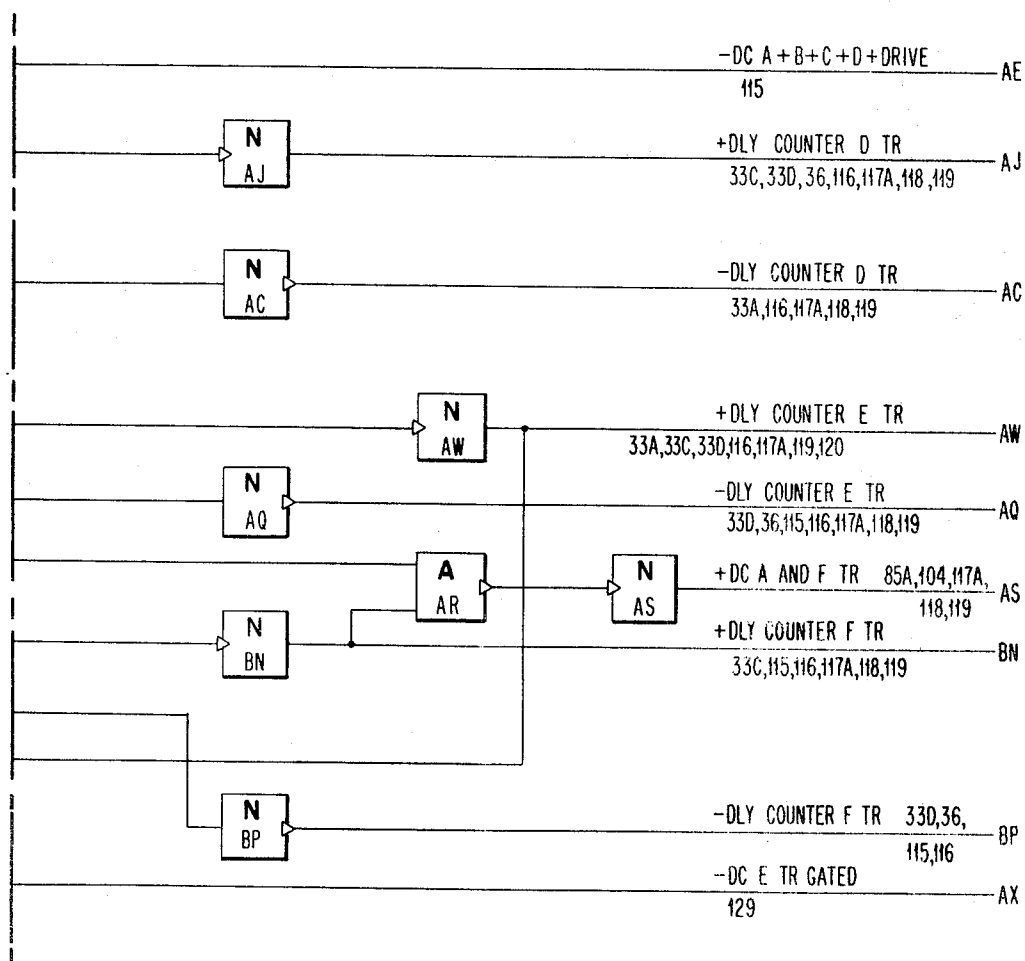 -DC A+B+C+D+DRIVE
115
AE
N
AJ
+DLY COUNTER D TR
33C,33D,36,116,117A,118,119
AJ
N
AC
-DLY COUNTER D TR
33A,116,117A,118,119
AC
N
AW
+DLY COUNTER E TR
33A,33C,33D,116,117A,119,120
AW
N
AQ
-DLY COUNTER E TR
33D,36,115,116,117A,118,119
AQ
A
AR
N
AS
+DC A AND F TR 85A,104,117A,
118,119
AS
N
BN
+DLY COUNTER F TR
33C,115,116,117A,118,119
BN
N
BP
-DLY COUNTER F TR 33D,36,
115,116
BP
-DC E TR GATED
129
AX